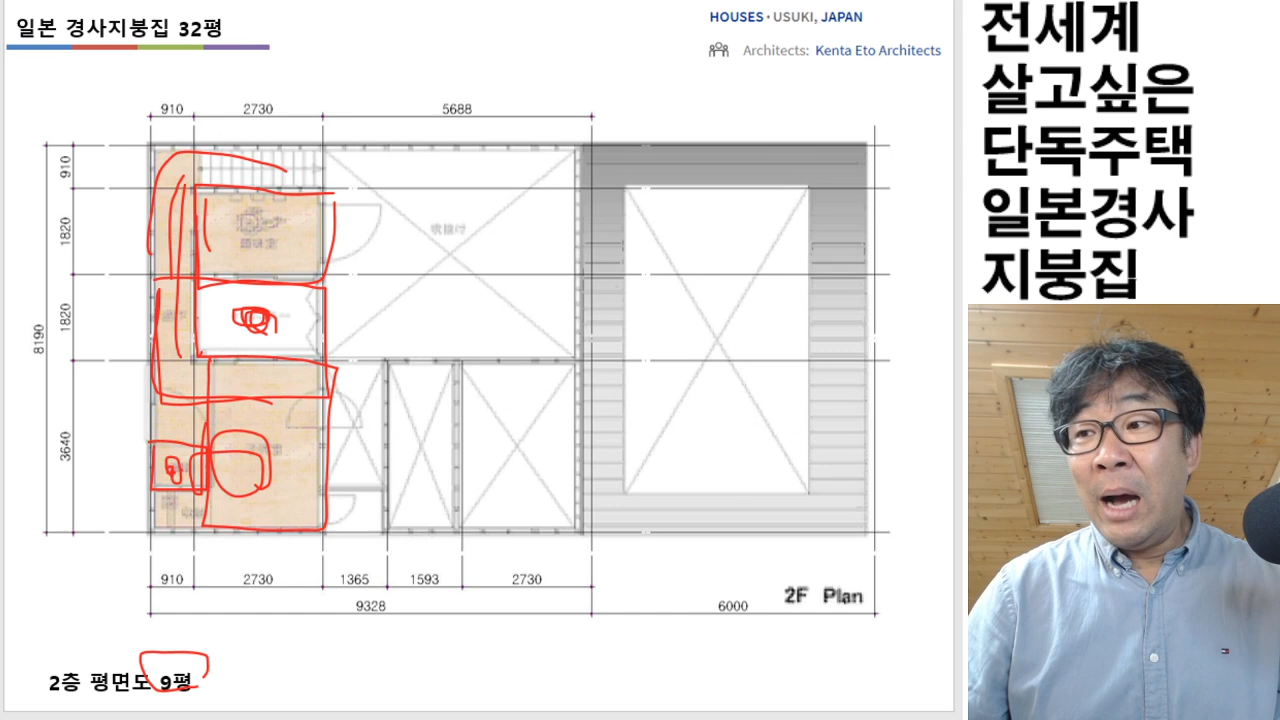 일본 경사지붕집 32평
HOUSES • USUKI, JAPAN
Architects: Kenta Eto Architects
전세계
살고싶은
단독주택
일본경사
지붕집
910 2730 5688
910
1820
1820
3640
8190
吹抜け
910 2730 1365 1593 2730
9328 6000
2F Plan
2층 평면도 9평